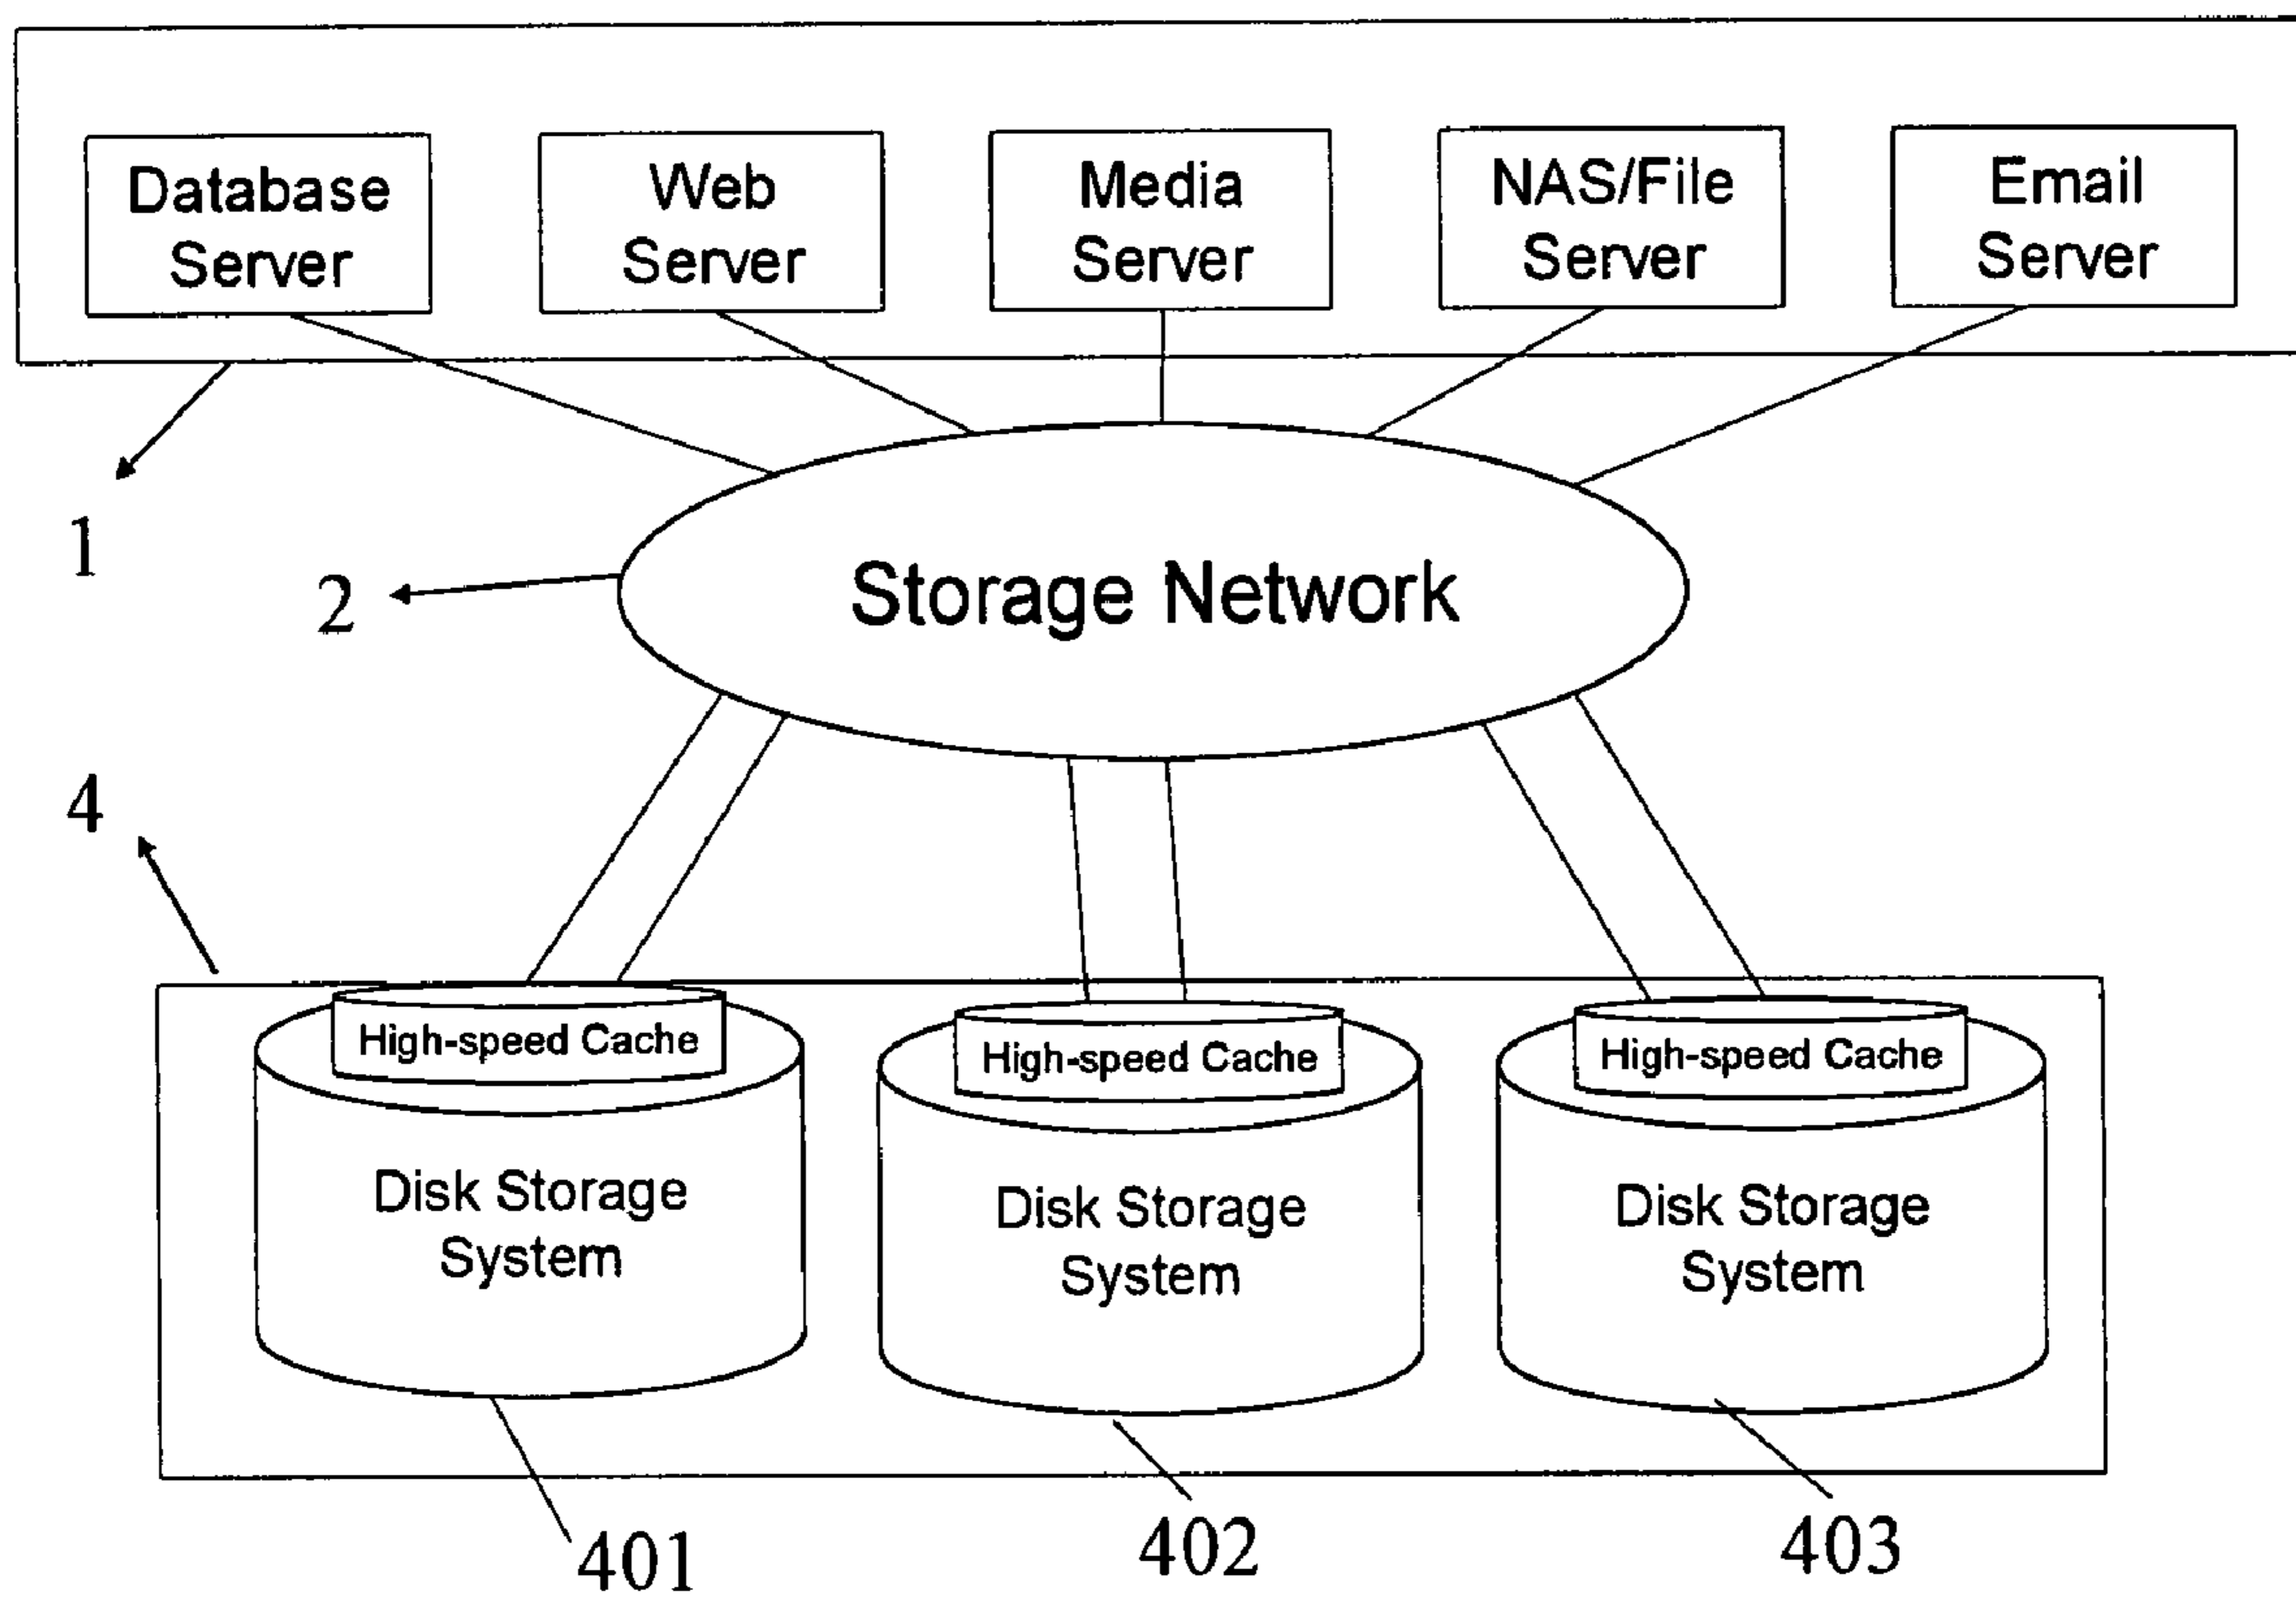 Database
Server
Web
Server
Media
Server
NAS/File
Server
Email
Server
1
2
Storage Network
4
High-speed Cache
High-speed Cache
High-speed Cache
Disk Storage
System
Disk Storage
System
Disk Storage
System
401
402
403